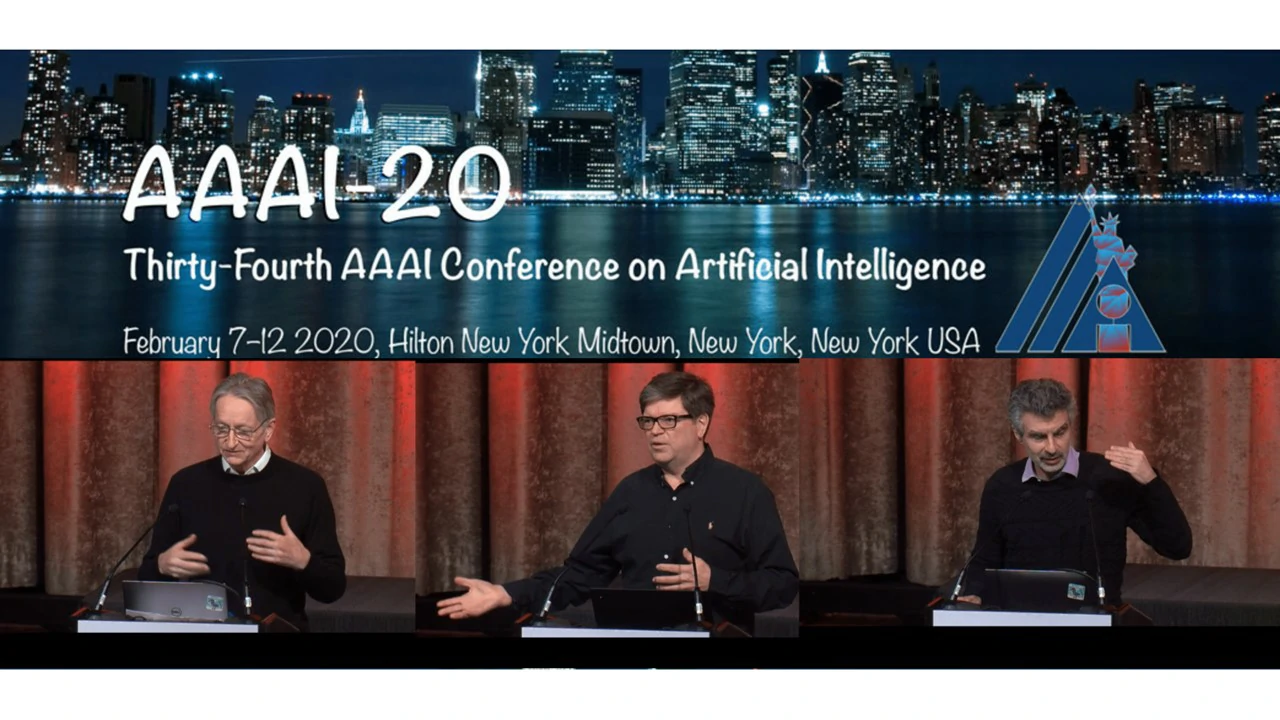 AAAI-20
Thirty-Fourth AAAI Conference on Artificial Intelligence
February 7-12 2020, Hilton New York Midtown, New York, New York USA
DELL